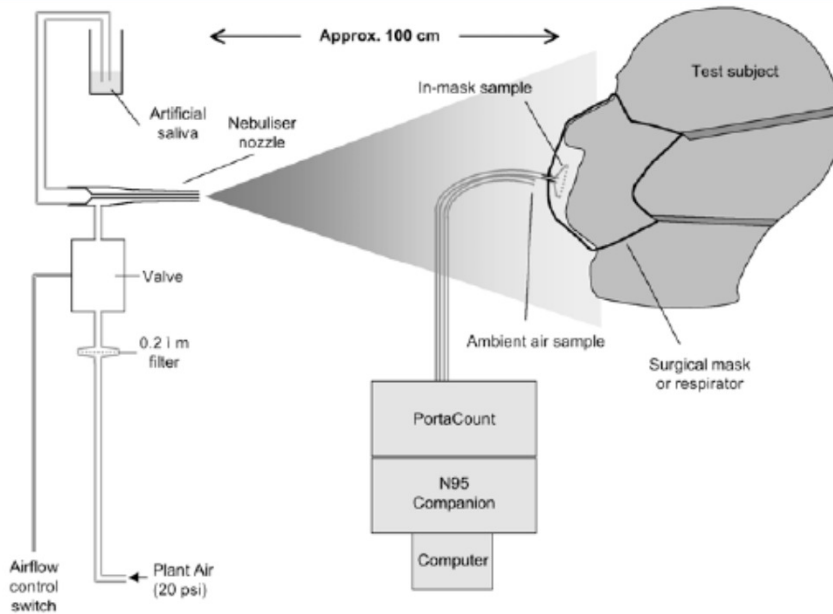 Approx. 100 cm
Test subject
In-mask sample
Artificial
saliva
Nebuliser
nozzle
Valve
0.2 ì m
filter
Ambient air sample
Surgical mask
or respirator
PortaCount
N95
Companion
Computer
Airflow
control
switch
Plant Air
(20 psi)